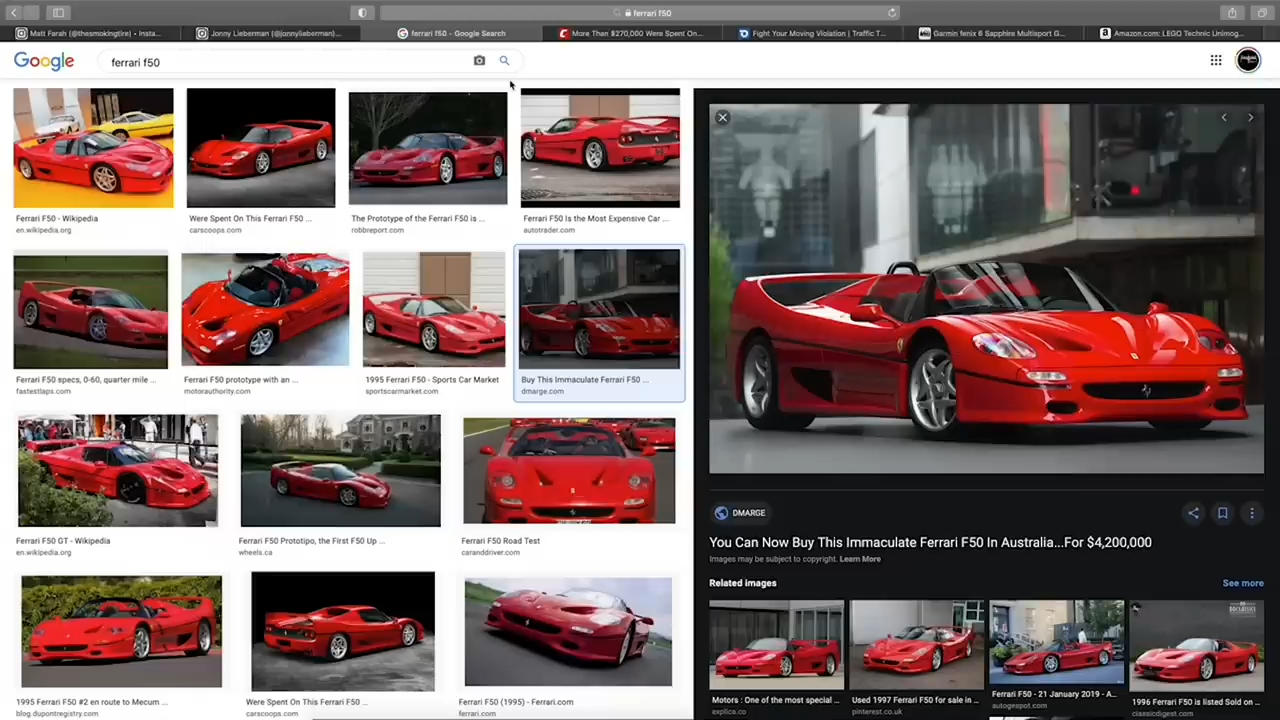 ferrari f50
Matt Farah (@thesmokingtire) • Insta...
Jonny Lieberman (@jonnylieberman)...
ferrari f50 - Google Search
More Than $270,000 Were Spent On...
Fight Your Moving Violation | Traffic T...
Garmin fenix 6 Sapphire Multisport G...
Amazon.com: LEGO Technic Unimog...
Google
ferrari f50
Ferrari F50 - Wikipedia
en.wikipedia.org
Were Spent On This Ferrari F50 ...
carscoops.com
The Prototype of the Ferrari F50 is ...
robbreport.com
Ferrari F50 Is the Most Expensive Car ...
autotrader.com
Ferrari F50 specs, 0-60, quarter mile ...
fastestlaps.com
Ferrari F50 prototype with an ...
motorauthority.com
1995 Ferrari F50 - Sports Car Market
sportscarmarket.com
Buy This Immaculate Ferrari F50 ...
dmarge.com
Ferrari F50 GT - Wikipedia
en.wikipedia.org
Ferrari F50 Prototipo, the First F50 Up ...
wheels.ca
Ferrari F50 Road Test
caranddriver.com
1995 Ferrari F50 #2 en route to Mecum ...
blog.dupontregistry.com
Were Spent On This Ferrari F50 ...
carscoops.com
Ferrari F50 (1995) - Ferrari.com
ferrari.com
DMARGE
You Can Now Buy This Immaculate Ferrari F50 In Australia...For $4,200,000
Images may be subject to copyright. Learn More
Related images
See more
Motors : One of the most special ...
explica.co
Used 1997 Ferrari F50 for sale in ...
pinterest.co.uk
Ferrari F50 - 21 January 2019 - A...
autogespot.com
1996 Ferrari F50 is listed Sold on ...
classicdigest.com